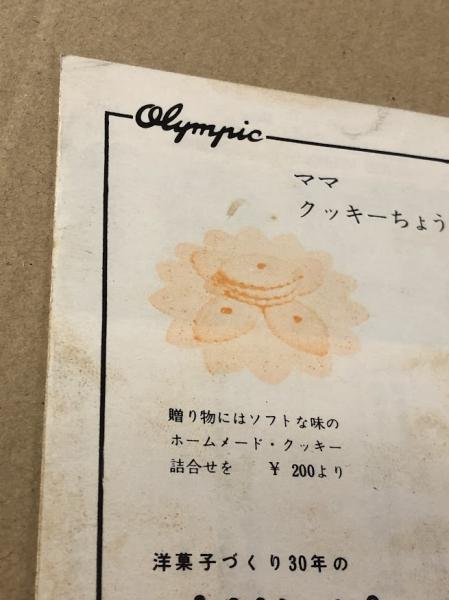 Olympic
ママ
クッキーちょう
贈り物にはソフトな味の
ホームメード・クッキー
詰合せを ¥ 200より
洋菓子づくり30年の